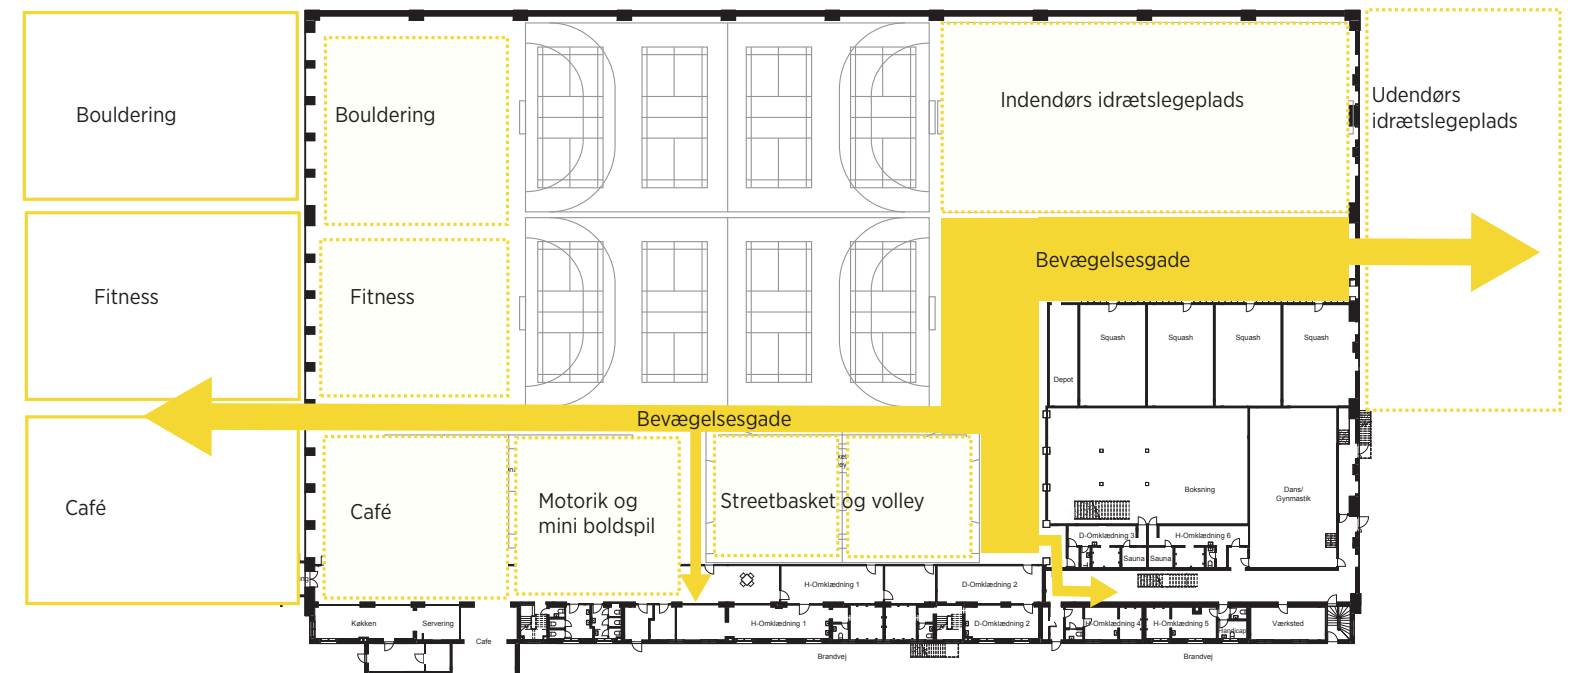 Bouldering
Bouldering
Indendørs idrætslegeplads
Udendørs
idrætslegeplads
Fitness
Fitness
Bevægelsesgade
Squash
Squash
Squash
Squash
Depot
Bevægelsesgade
Café
Café
Motorik og
mini boldspil
Streetbasket og volley
Boksning
Dans/
Gynmastik
D-Omklædning 3
H-Omklædning 6
Sauna
Sauna
H-Omklædning 1
D-Omklædning 2
Køkken
Servering
H-Omklædning 1
D-Omklædning 2
H-Omklædning 4
H-Omklædning 5
Handicap
Værksted
Cafe
Brandvej
Brandvej